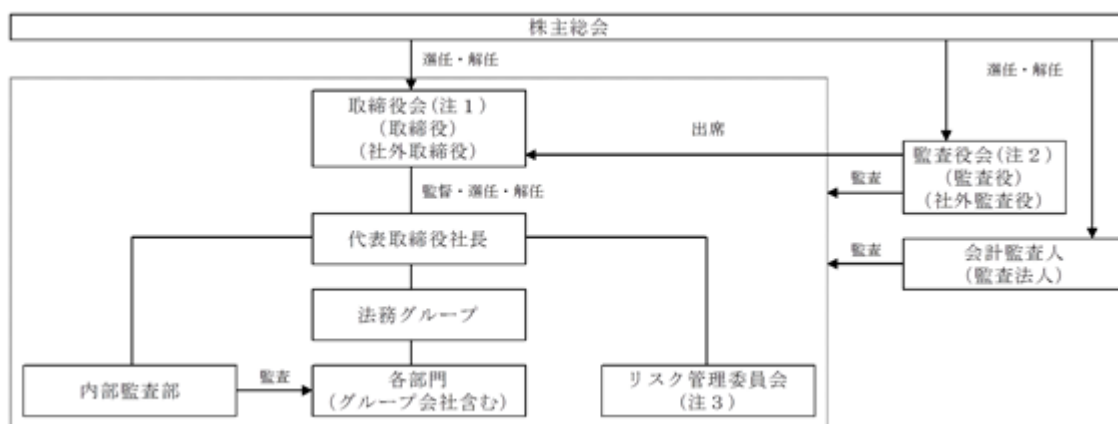 株主総会
選任・解任
選任・解任
取締役会(注1)
(取締役)
(社外取締役)
出席
監査役会(注2)
(監査役)
(社外監査役)
監査
監督・選任・解任
代表取締役社長
監査
会計監査人
(監査法人)
法務グループ
内部監査部
監査
各部門
(グループ会社含む)
リスク管理委員会
(注3)